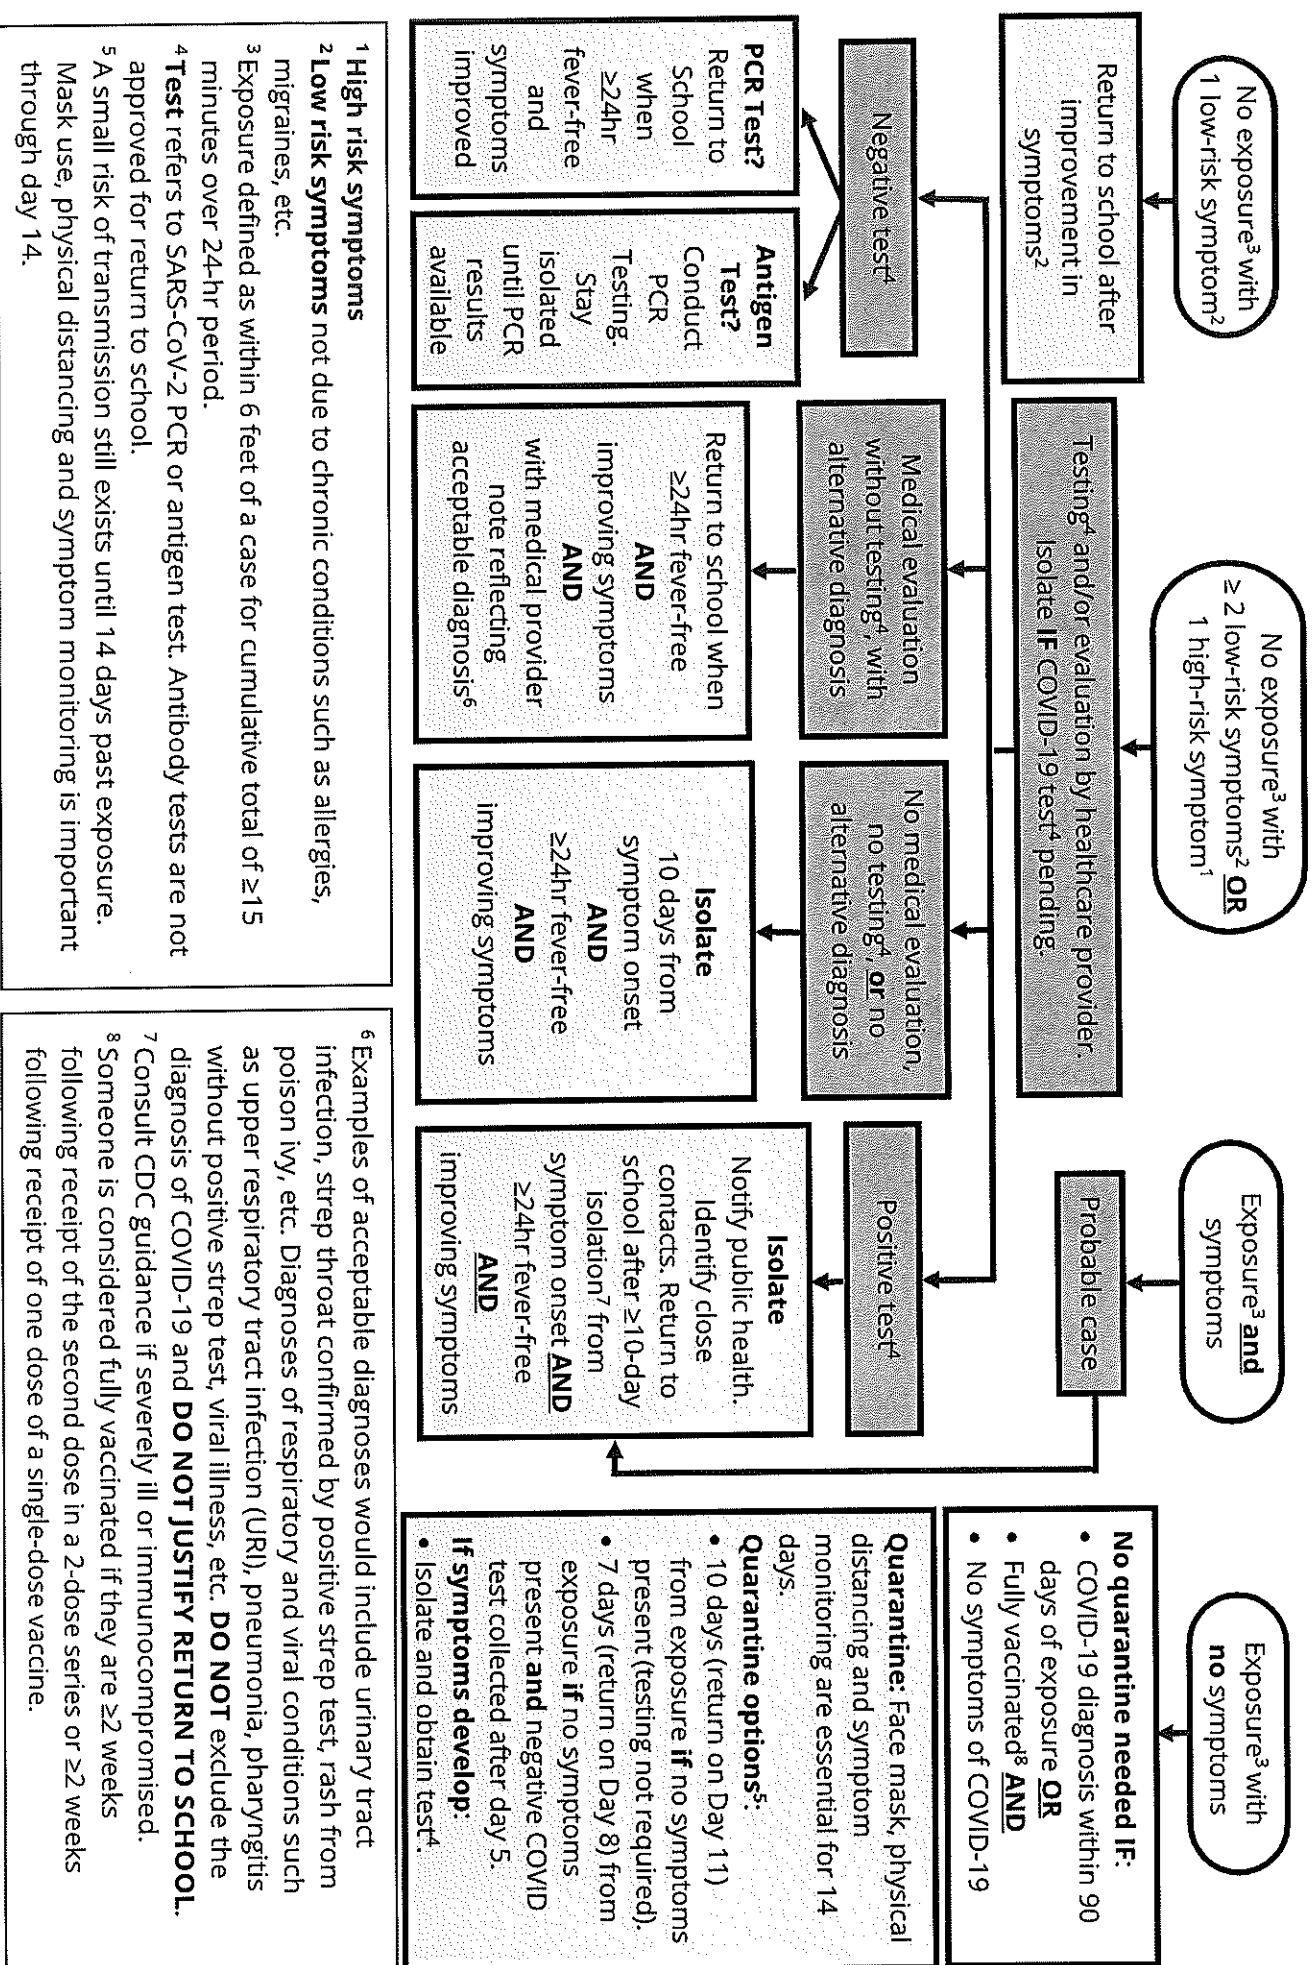 No exposure³ with
1 low-risk symptom²
Return to school after
improvement in
symptoms²
No exposure³ with
≥ 2 low-risk symptoms² OR
1 high-risk symptom¹
Testing⁴ and/or evaluation by healthcare provider.
Isolate IF COVID-19 test⁴ pending.
Negative test⁴
PCR Test?
Return to
School
when
≥24hr
fever-free
and
symptoms
improved
Antigen
Test?
Conduct
PCR
Testing.
Stay
isolated
until PCR
results
available
Medical evaluation
without testing⁴, with
alternative diagnosis
Return to school when
≥24hr fever-free
AND
improving symptoms
AND
with medical provider
note reflecting
acceptable diagnosis⁶
No medical evaluation,
no testing⁴, or no
alternative diagnosis
Isolate
10 days from
symptom onset
AND
≥24hr fever-free
AND
improving symptoms
Exposure³ and
symptoms
Probable case
Positive test⁴
Isolate
Notify public health.
Identify close
contacts. Return to
school after ≥10-day
isolation⁷ from
symptom onset AND
≥24hr fever-free
AND
improving symptoms
Exposure³ with
no symptoms
No quarantine needed IF:
• COVID-19 diagnosis within 90
days of exposure OR
• Fully vaccinated⁸ AND
• No symptoms of COVID-19
Quarantine: Face mask, physical
distancing and symptom
monitoring are essential for 14
days.
Quarantine options⁵:
• 10 days (return on Day 11)
from exposure if no symptoms
present (testing not required).
• 7 days (return on Day 8) from
exposure if no symptoms
present and negative COVID
test collected after day 5.
If symptoms develop:
• Isolate and obtain test⁴.
¹ High risk symptoms
² Low risk symptoms not due to chronic conditions such as allergies,
migraines, etc.
³ Exposure defined as within 6 feet of a case for cumulative total of ≥15
minutes over 24-hr period.
⁴ Test refers to SARS-CoV-2 PCR or antigen test. Antibody tests are not
approved for return to school.
⁵ A small risk of transmission still exists until 14 days past exposure.
Mask use, physical distancing and symptom monitoring is important
through day 14.
⁶ Examples of acceptable diagnoses would include urinary tract
infection, strep throat confirmed by positive strep test, rash from
poison ivy, etc. Diagnoses of respiratory and viral conditions such
as upper respiratory tract infection (URI), pneumonia, pharyngitis
without positive strep test, viral illness, etc. DO NOT exclude the
diagnosis of COVID-19 and DO NOT JUSTIFY RETURN TO SCHOOL.
⁷ Consult CDC guidance if severely ill or immunocompromised.
⁸ Someone is considered fully vaccinated if they are ≥2 weeks
following receipt of the second dose in a 2-dose series or ≥2 weeks
following receipt of one dose of a single-dose vaccine.